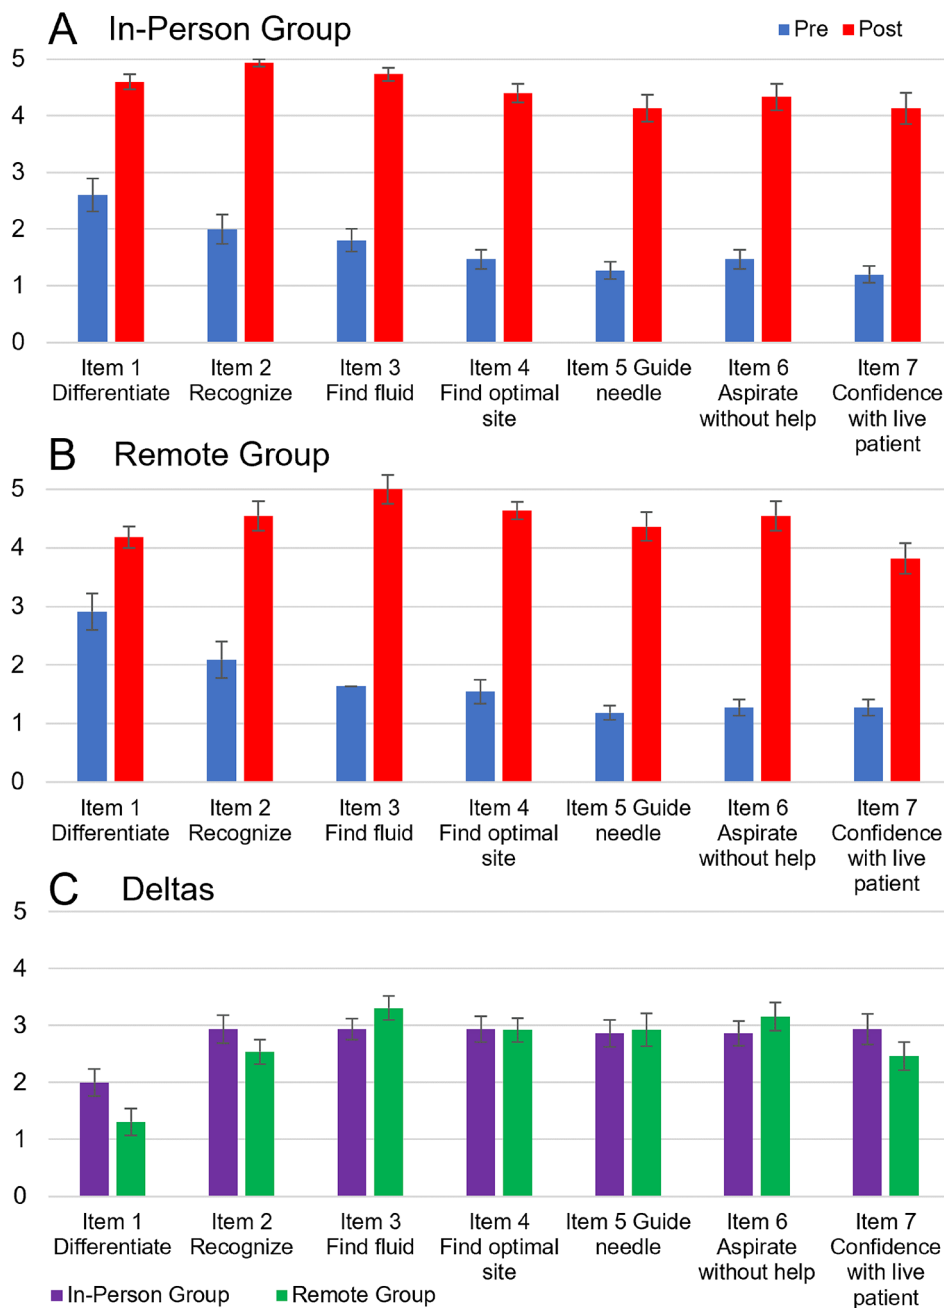 A In-Person Group
Pre Post
5
4
3
2
1
0
Item 1 Item 2 Item 3 Item 4 Item 5 Guide Item 6 Item 7
Differentiate Recognize Find fluid Find optimal needle Aspirate Confidence
site without help with live
patient
B Remote Group
5
4
3
2
1
0
Item 1 Item 2 Item 3 Item 4 Item 5 Guide Item 6 Item 7
Differentiate Recognize Find fluid Find optimal needle Aspirate Confidence
site without help with live
patient
C Deltas
5
4
3
2
1
0
Item 1 Item 2 Item 3 Item 4 Item 5 Guide Item 6 Item 7
Differentiate Recognize Find fluid Find optimal needle Aspirate Confidence
site without help with live
patient
In-Person Group Remote Group